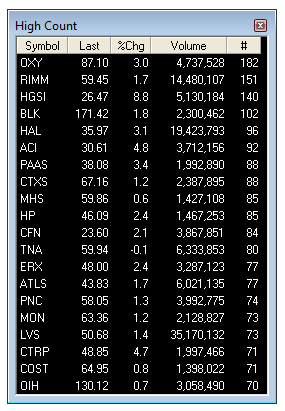 High Count
Symbol Last %Chg Volume #
OXY 87.10 3.0 4,737,528 182
RIMM 59.45 1.7 14,480,107 151
HGSI 26.47 8.8 5,130,184 140
BLK 171.42 1.8 2,300,462 102
HAL 35.97 3.1 19,423,793 96
ACI 30.61 4.8 3,712,156 92
PAAS 38.08 3.4 1,992,890 88
CTXS 67.16 1.2 2,387,895 88
MHS 59.86 0.6 1,427,108 85
HP 46.09 2.4 1,467,253 85
CFN 23.60 2.1 3,867,851 84
TNA 59.94 -0.1 6,333,853 80
ERX 48.00 2.4 3,287,123 77
ATLS 43.83 1.7 6,021,135 77
PNC 58.05 1.3 3,992,775 74
MON 63.36 1.2 2,128,827 73
LVS 50.68 1.4 35,170,132 73
CTRP 48.85 4.7 1,997,466 71
COST 64.95 0.8 1,398,022 71
OIH 130.12 0.7 3,058,490 70